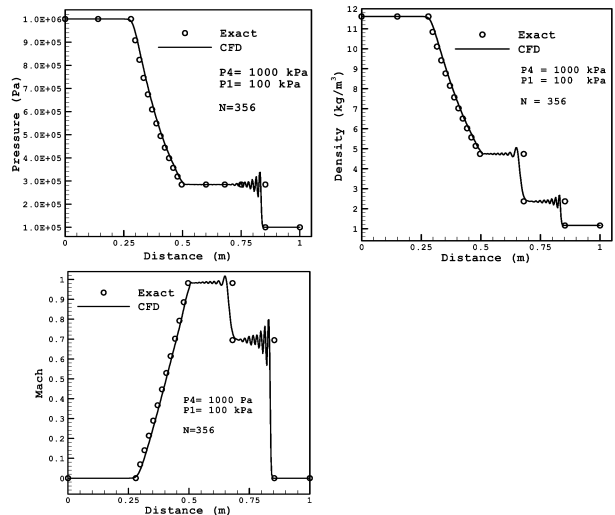 1.0E+06
9.0E+05
8.0E+05
7.0E+05
6.0E+05
5.0E+05
4.0E+05
3.0E+05
2.0E+05
1.0E+05
Pressure (Pa)
Exact
CFD
P4= 1000 kPa
P1= 100 kPa
N=356
0
0.25
0.5
0.75
1
Distance (m)
12
11
10
9
8
7
6
5
4
3
2
1
Density (kg/m3)
Exact
CFD
P4 = 1000 kPa
P1 = 100 kPa
N = 356
0
0.25
0.5
0.75
1
Distance (m)
1
0.9
0.8
0.7
0.6
0.5
0.4
0.3
0.2
0.1
0
Mach
Exact
CFD
P4= 1000 Pa
P1= 100 kPa
N=356
0
0.25
0.5
0.75
1
Distance (m)